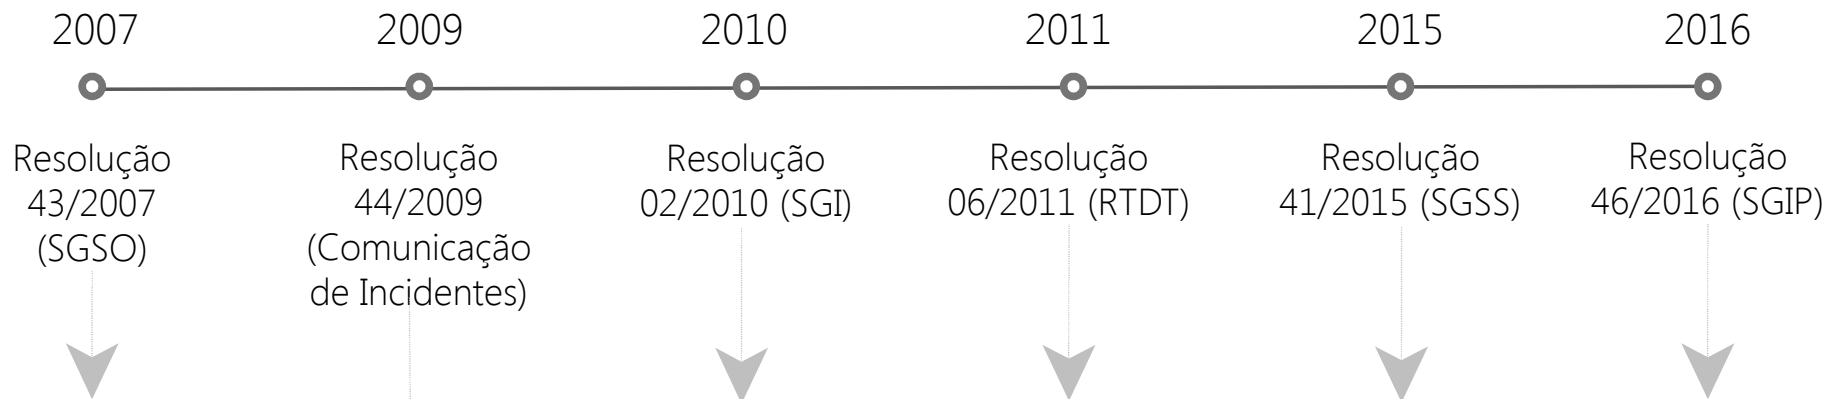 2007
2009
2010
2011
2015
2016
Resolução
43/2007
(SGSO)
Resolução
44/2009
(Comunicação
de Incidentes)
Resolução
02/2010 (SGI)
Resolução
06/2011 (RTDT)
Resolução
41/2015 (SGSS)
Resolução
46/2016 (SGIP)